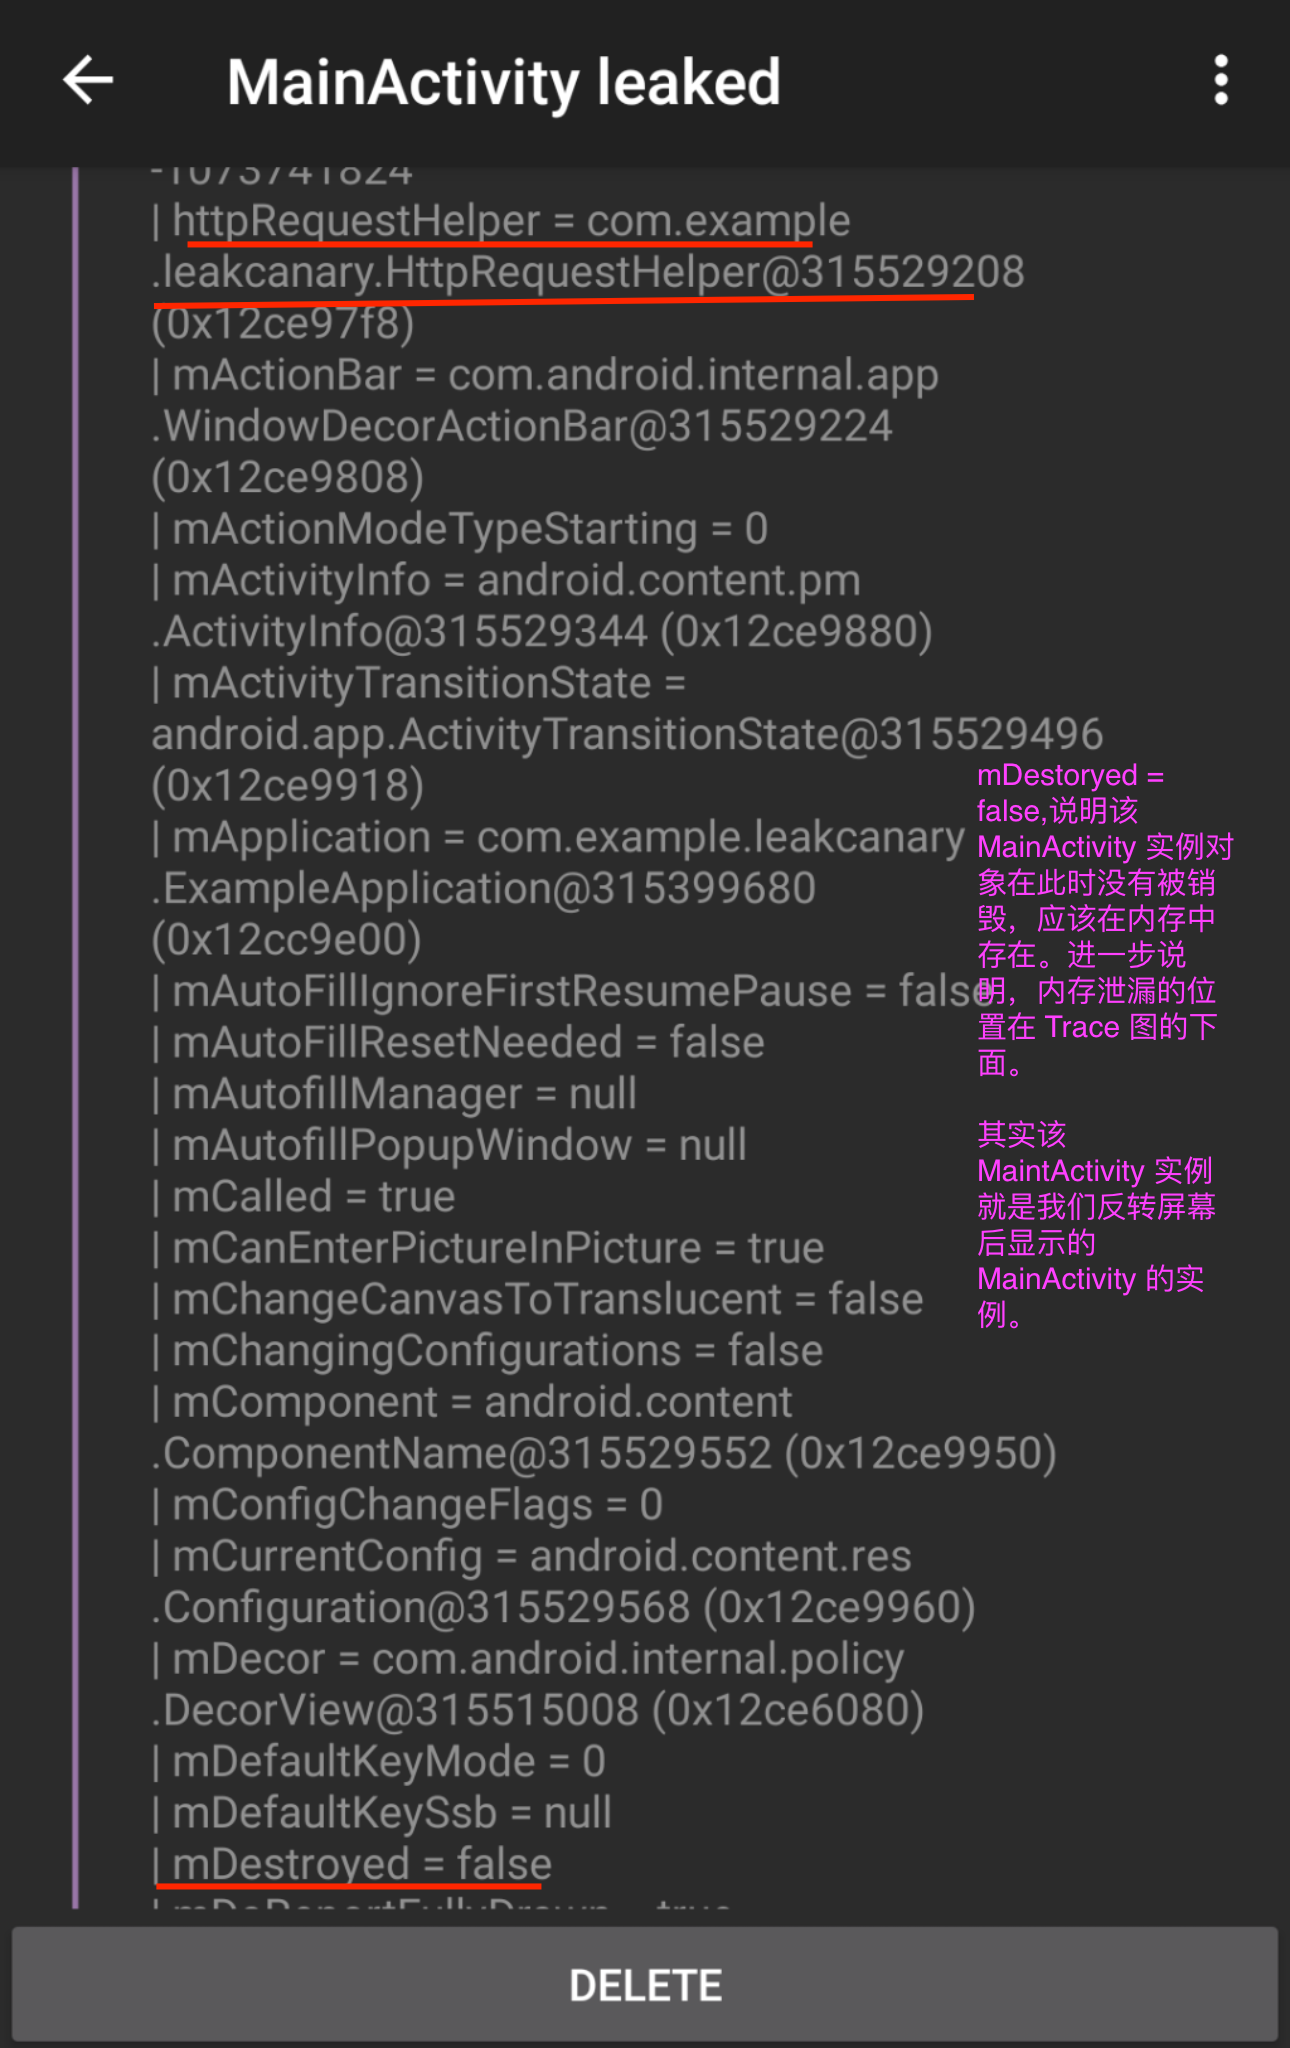 MainActivity leaked
-1073741824
| httpRequestHelper = com.example
.leakcanary.HttpRequestHelper@315529208
(0x12ce97f8)
| mActionBar = com.android.internal.app
.WindowDecorActionBar@315529224
(0x12ce9808)
| mActionModeTypeStarting = 0
| mActivityInfo = android.content.pm
.ActivityInfo@315529344 (0x12ce9880)
| mActivityTransitionState =
android.app.ActivityTransitionState@315529496
(0x12ce9918)
| mApplication = com.example.leakcanary
.ExampleApplication@315399680
(0x12cc9e00)
| mAutoFillIgnoreFirstResumePause = false
| mAutoFillResetNeeded = false
| mAutofillManager = null
| mAutofillPopupWindow = null
| mCalled = true
| mCanEnterPictureInPicture = true
| mChangeCanvasToTranslucent = false
| mChangingConfigurations = false
| mComponent = android.content
.ComponentName@315529552 (0x12ce9950)
| mConfigChangeFlags = 0
| mCurrentConfig = android.content.res
.Configuration@315529568 (0x12ce9960)
| mDecor = com.android.internal.policy
.DecorView@315515008 (0x12ce6080)
| mDefaultKeyMode = 0
| mDefaultKeySsb = null
| mDestroyed = false
| mDoReportFullyDrawn = true
mDestoryed =
false,说明该
MainActivity 实例对
象在此时没有被销
毁，应该在内存中
存在。进一步说
明，内存泄漏的位
置在 Trace 图的下
面。
其实该
MaintActivity 实例
就是我们反转屏幕
后显示的
MainActivity 的实
例。
DELETE